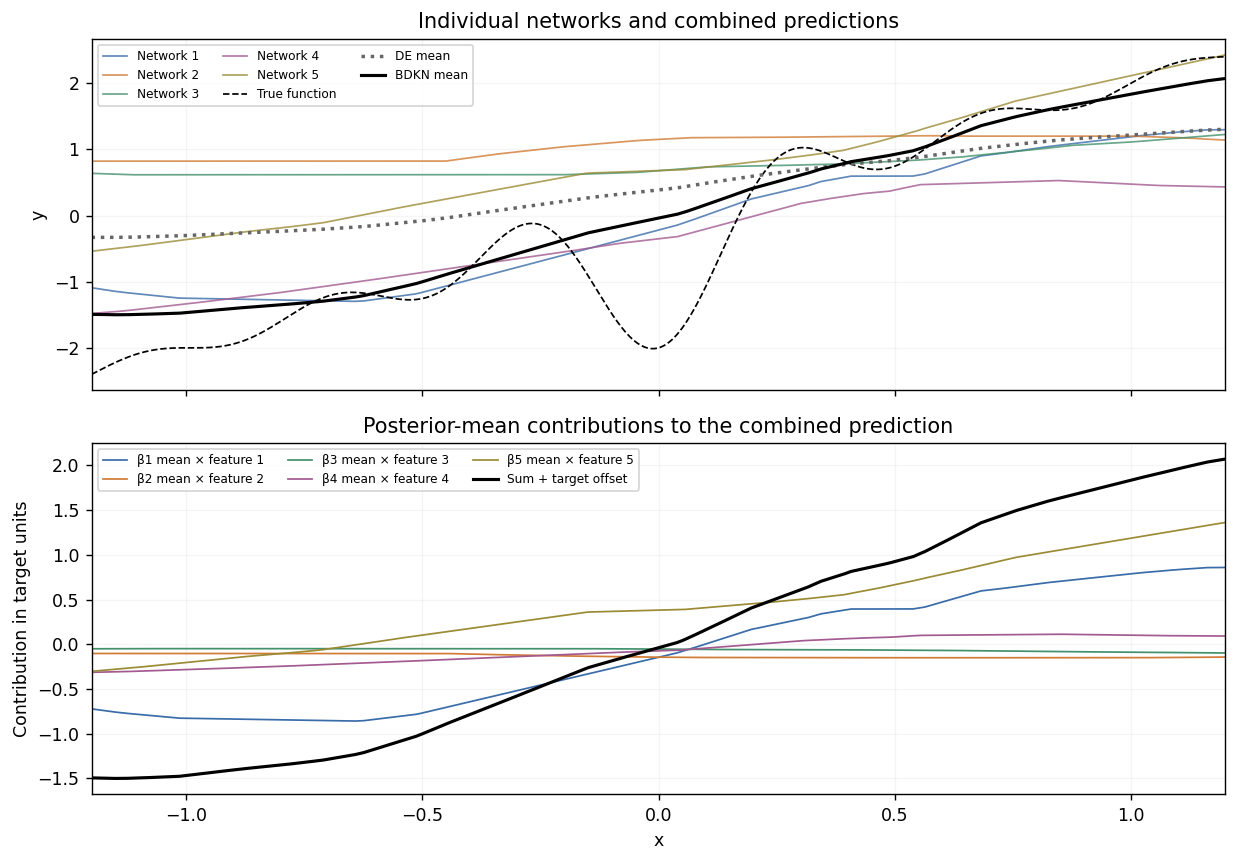 Individual networks and combined predictions
Network 1 Network 4 DE mean
Network 2 Network 5 BDKN mean
Network 3 True function
2
1
0
−1
−2
y
Posterior-mean contributions to the combined prediction
β1 mean × feature 1 β3 mean × feature 3 β5 mean × feature 5
β2 mean × feature 2 β4 mean × feature 4 Sum + target offset
2.0
1.5
1.0
0.5
0.0
−0.5
−1.0
−1.5
Contribution in target units
−1.0 −0.5 0.0 0.5 1.0
x